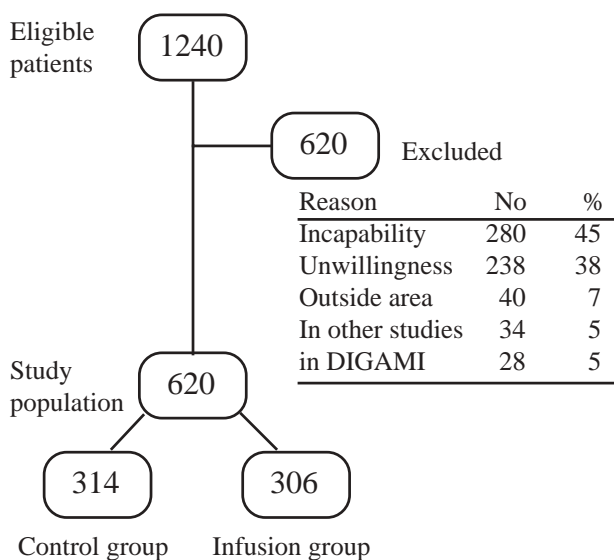 Eligible
patients
1240
620
Excluded
Reason No %
Incapability 280 45
Unwillingness 238 38
Outside area 40 7
In other studies 34 5
in DIGAMI 28 5
Study
population
620
314
306
Control group
Infusion group